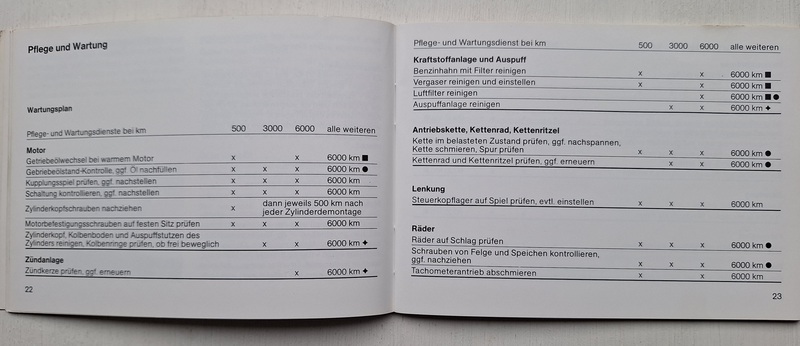 Pflege und Wartung
Wartungsplan
Pflege- und Wartungsdienste bei km 500 3000 6000 alle weiteren
Motor
Getriebeölwechsel bei warmem Motor x x 6000 km ■
Getriebeölstand-Kontrolle, ggf. Öl nachfüllen x x x 6000 km ●
Kupplungsspiel prüfen, ggf. nachstellen x x x 6000 km
Schaltung kontrollieren, ggf. nachstellen x x x 6000 km
Zylinderkopfschrauben nachziehen x dann jeweils 500 km nach
jeder Zylinderdemontage
Motorbefestigungsschrauben auf festen Sitz prüfen x x x 6000 km
Zylinderkopf, Kolbenboden und Auspuffstutzen des
Zylinders reinigen, Kolbenringe prüfen, ob frei beweglich x x 6000 km ✦
Zündanlage
Zündkerze prüfen, ggf. erneuern x 6000 km ✦
22
Pflege- und Wartungsdienst bei km 500 3000 6000 alle weiteren
Kraftstoffanlage und Auspuff
Benzinhahn mit Filter reinigen x x 6000 km ■
Vergaser reinigen und einstellen x x 6000 km ■
Luftfilter reinigen x 6000 km ■ ●
Auspuffanlage reinigen x x 6000 km ✦
Antriebskette, Kettenrad, Kettenritzel
Kette im belasteten Zustand prüfen, ggf. nachspannen,
Kette schmieren, Spur prüfen x x x 6000 km ●
Kettenrad und Kettenritzel prüfen, ggf. erneuern x x 6000 km ●
Lenkung
Steuerkopflager auf Spiel prüfen, evtl. einstellen x x x 6000 km
Räder
Räder auf Schlag prüfen x x x 6000 km ●
Schrauben von Felge und Speichen kontrollieren,
ggf. nachziehen x x x 6000 km ●
Tachometerantrieb abschmieren x x 6000 km
23